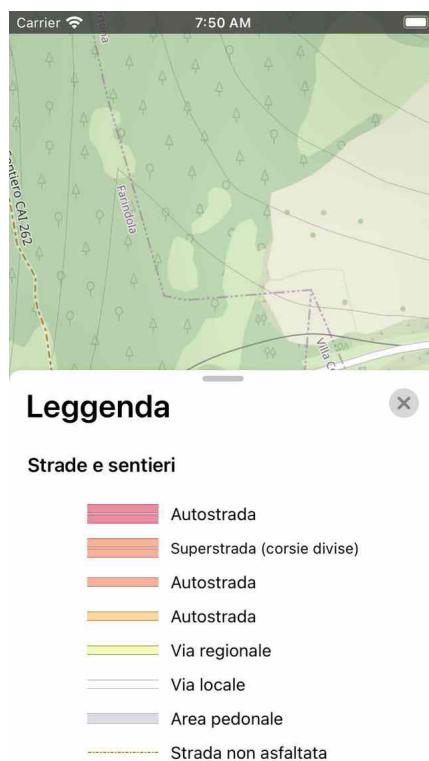 Carrier 7:50 AM
Farindola
Sentiero CAI 262
Leggenda
Strade e sentieri
Autostrada
Superstrada (corsie divise)
Autostrada
Autostrada
Via regionale
Via locale
Area pedonale
Strada non asfaltata